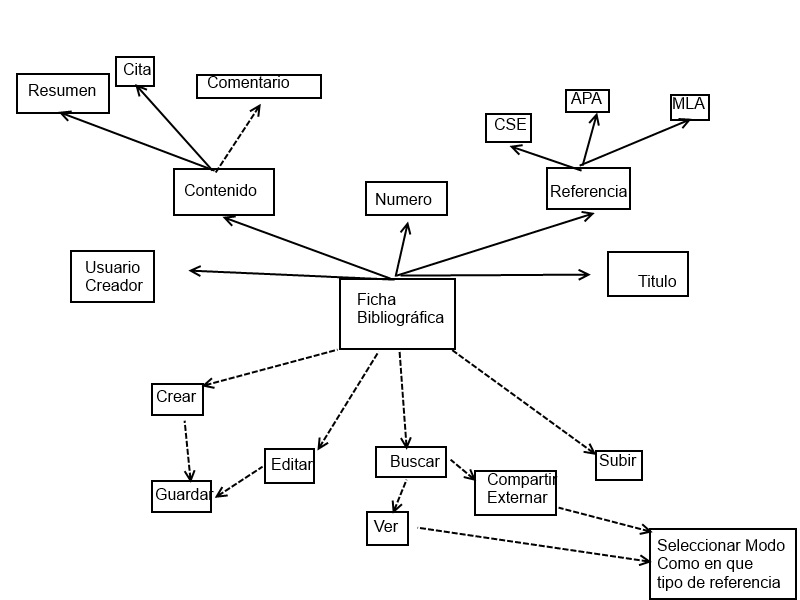 Cita
Resumen
Comentario
APA
MLA
CSE
Contenido
Numero
Referencia
Usuario
Creador
Titulo
Ficha
Bibliográfica
Crear
Editar
Buscar
Subir
Guardar
Compartir
Externar
Ver
Seleccionar Modo
Como en que
tipo de referencia